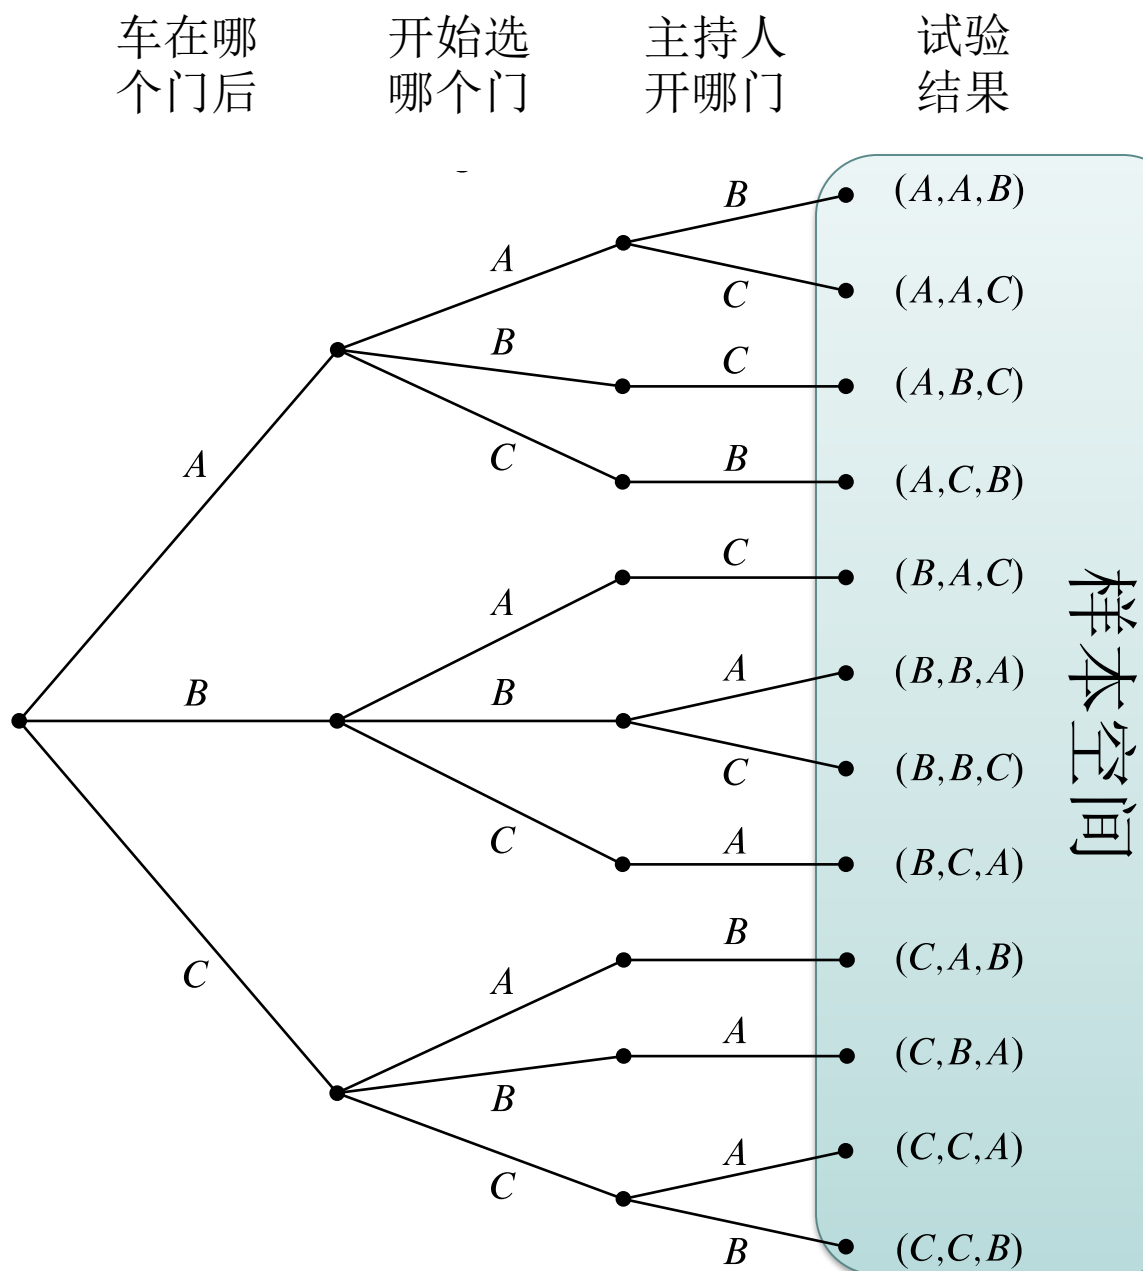 车在哪
个门后
开始选
哪个门
主持人
开哪门
试验
结果
A
B
C
A
B
C
A
B
C
A
B
C
B
C
C
B
C
A
C
A
B
A
A
B
(A,A,B)
(A,A,C)
(A,B,C)
(A,C,B)
(B,A,C)
(B,B,A)
(B,B,C)
(B,C,A)
(C,A,B)
(C,B,A)
(C,C,A)
(C,C,B)
样本空间